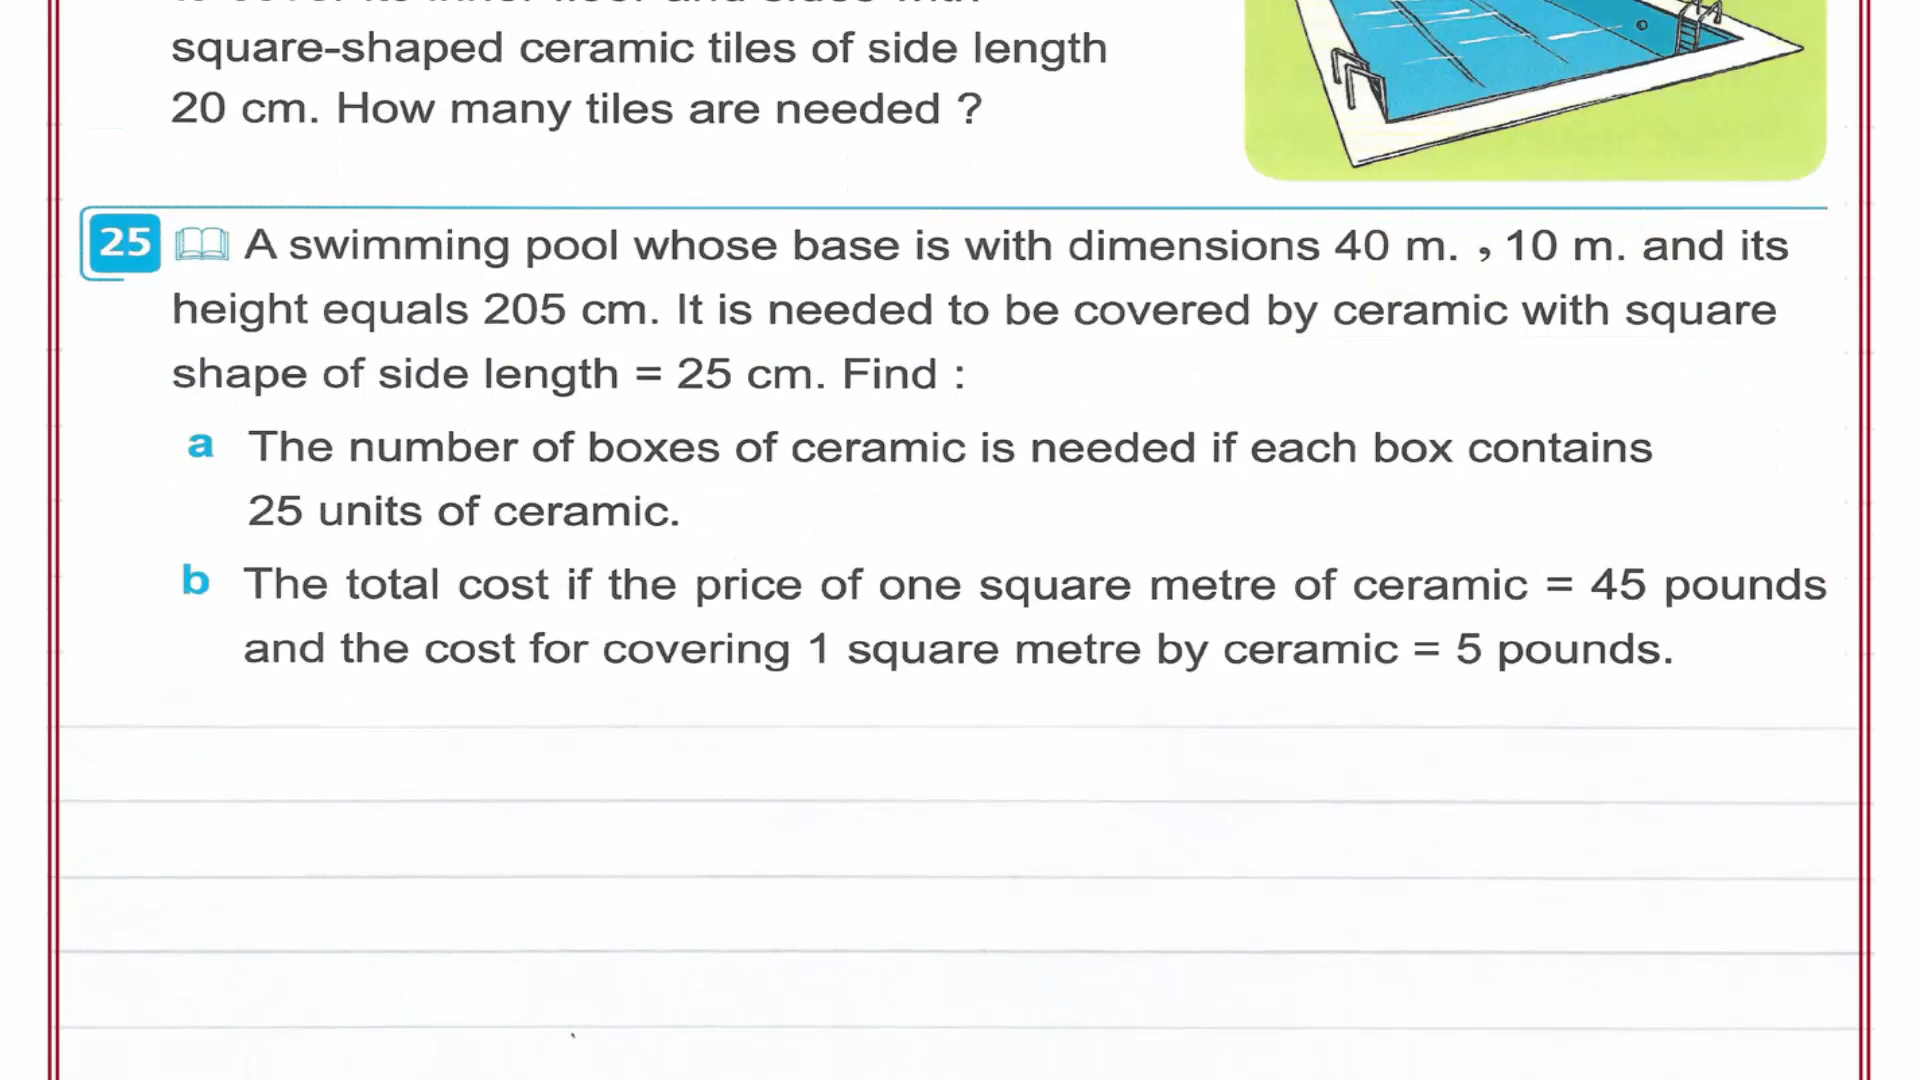 square-shaped ceramic tiles of side length
20 cm. How many tiles are needed ?
25 A swimming pool whose base is with dimensions 40 m. , 10 m. and its
height equals 205 cm. It is needed to be covered by ceramic with square
shape of side length = 25 cm. Find :
a The number of boxes of ceramic is needed if each box contains
25 units of ceramic.
b The total cost if the price of one square metre of ceramic = 45 pounds
and the cost for covering 1 square metre by ceramic = 5 pounds.